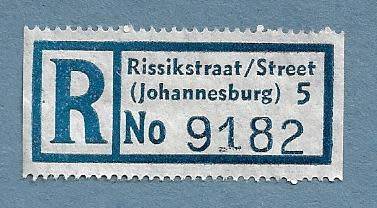 R
Rissikstraat/Street
(Johannesburg) 5
No 9182